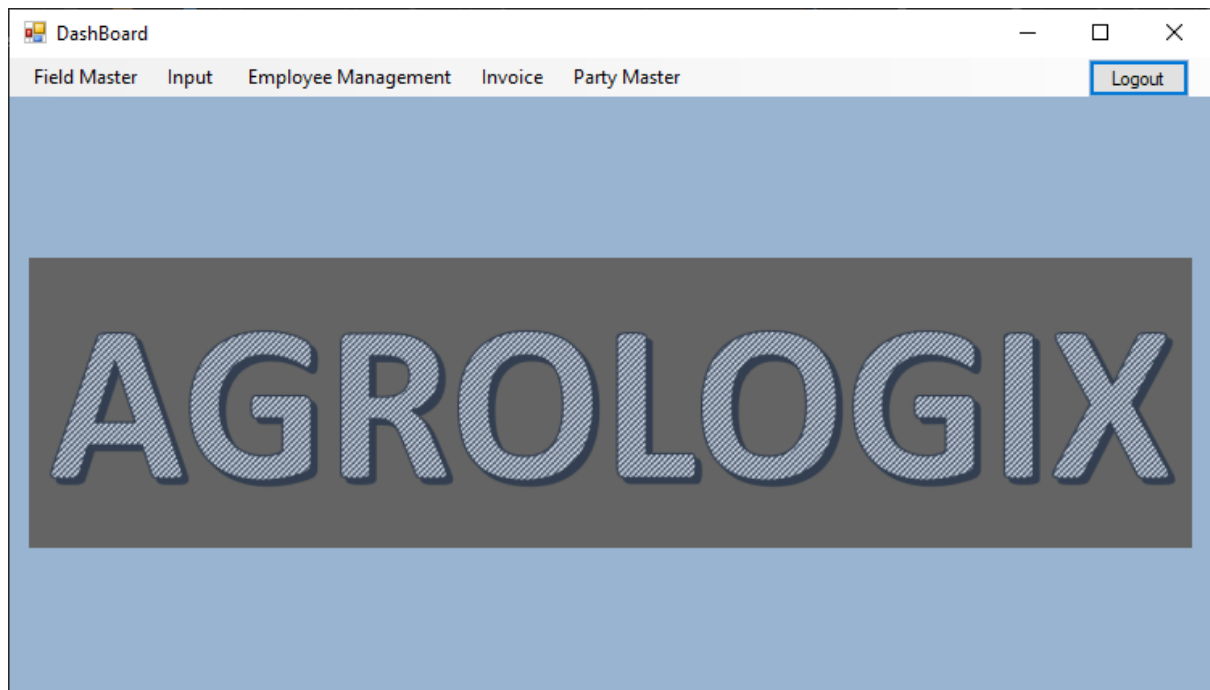 DashBoard
Field Master Input Employee Management Invoice Party Master Logout
AGROLOGIX